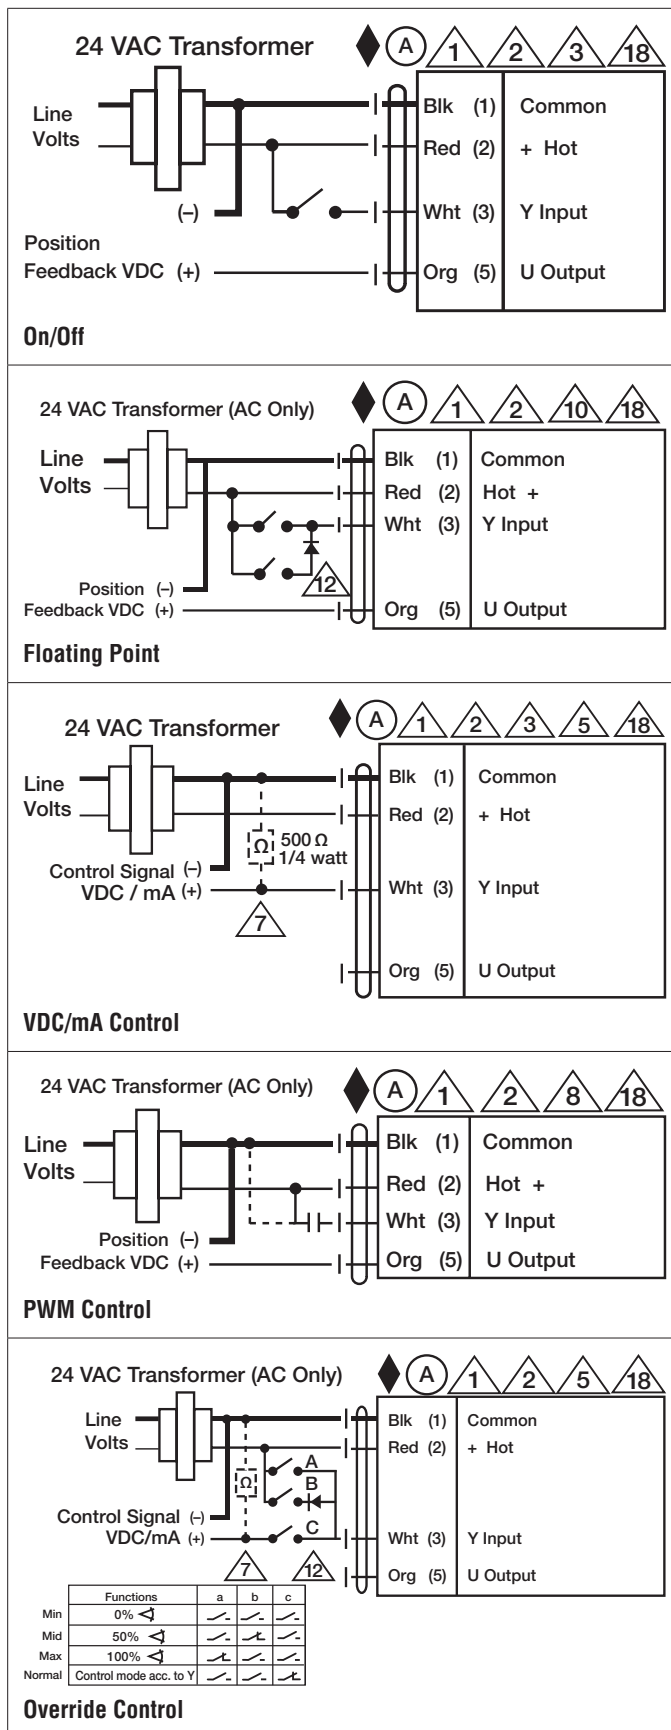 24 VAC Transformer A 1 2 3 18
Line
Volts
Blk (1) Common
Red (2) + Hot
(–) Wht (3) Y Input
Position
Feedback VDC (+) Org (5) U Output
On/Off
24 VAC Transformer (AC Only) A 1 2 10 18
Line
Volts
Blk (1) Common
Red (2) Hot +
Wht (3) Y Input
12
Position (–)
Feedback VDC (+) Org (5) U Output
Floating Point
24 VAC Transformer A 1 2 3 5 18
Line
Volts
Blk (1) Common
Red (2) + Hot
Ω 500 Ω
1/4 watt
Control Signal (–)
VDC / mA (+) Wht (3) Y Input
7
Org (5) U Output
VDC/mA Control
24 VAC Transformer (AC Only) A 1 2 8 18
Line
Volts
Blk (1) Common
Red (2) Hot +
Wht (3) Y Input
Position (–)
Feedback VDC (+) Org (5) U Output
PWM Control
24 VAC Transformer (AC Only) A 1 2 5 18
Line
Volts
Blk (1) Common
Red (2) + Hot
A
Ω B
Control Signal (–)
VDC/mA (+) C Wht (3) Y Input
7 12 Org (5) U Output
Functions a b c
Min 0%
Mid 50%
Max 100%
Normal Control mode acc. to Y
Override Control